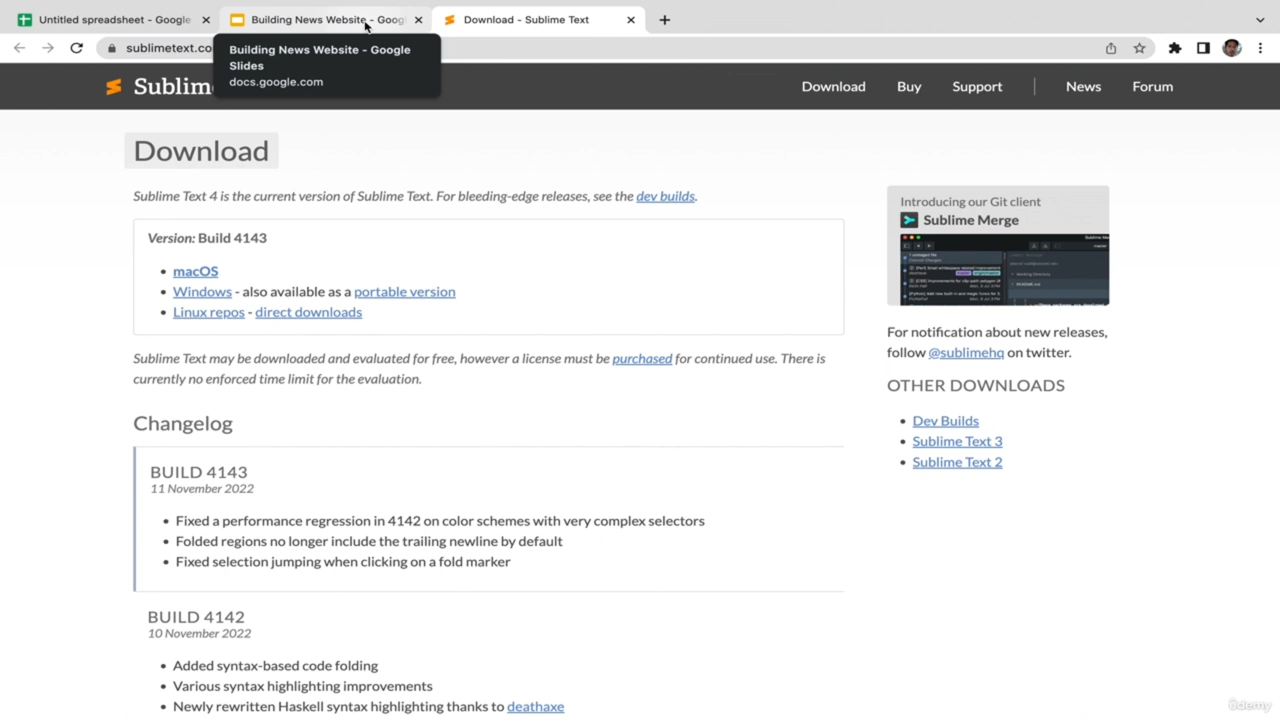 Untitled spreadsheet - Google
Building News Website - Goog
Download - Sublime Text
sublimetext.co
Building News Website - Google
Slides
docs.google.com
Sublim
Download
Buy
Support
News
Forum
Download
Sublime Text 4 is the current version of Sublime Text. For bleeding-edge releases, see the dev builds.
Version: Build 4143
• macOS
• Windows - also available as a portable version
• Linux repos - direct downloads
Sublime Text may be downloaded and evaluated for free, however a license must be purchased for continued use. There is
currently no enforced time limit for the evaluation.
Changelog
BUILD 4143
11 November 2022
• Fixed a performance regression in 4142 on color schemes with very complex selectors
• Folded regions no longer include the trailing newline by default
• Fixed selection jumping when clicking on a fold marker
BUILD 4142
10 November 2022
• Added syntax-based code folding
• Various syntax highlighting improvements
• Newly rewritten Haskell syntax highlighting thanks to deathaxe
Introducing our Git client
Sublime Merge
For notification about new releases,
follow @sublimehq on twitter.
OTHER DOWNLOADS
• Dev Builds
• Sublime Text 3
• Sublime Text 2
ûdemy